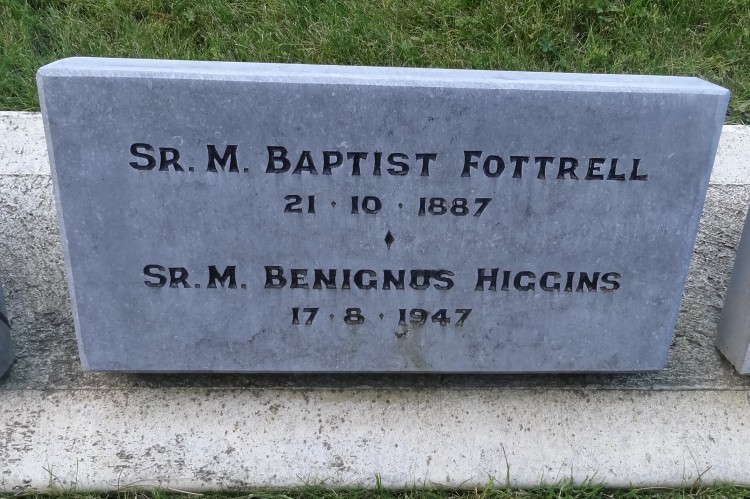 Sr. M. Baptist Fottrell
21 · 10 · 1887
Sr. M. Benignus Higgins
17 · 8 · 1947